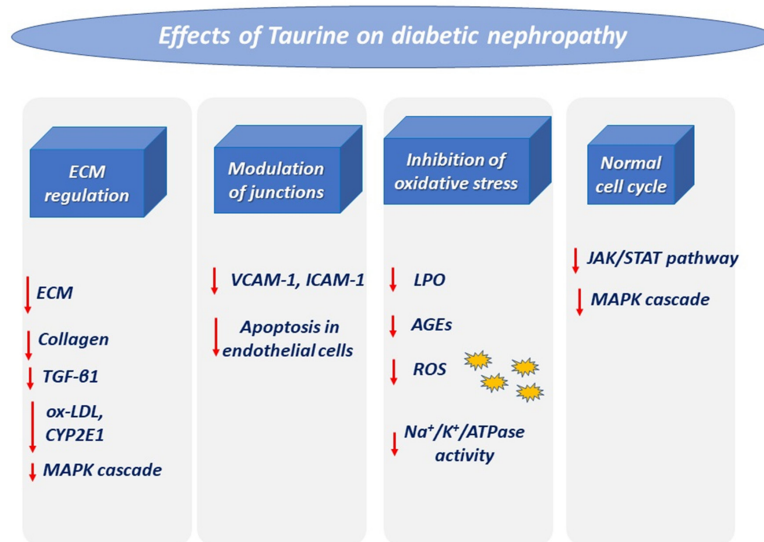 Effects of Taurine on diabetic nephropathy
ECM
regulation
ECM
Collagen
TGF-β1
ox-LDL,
CYP2E1
MAPK cascade
Modulation
of junctions
VCAM-1, ICAM-1
Apoptosis in
endothelial cells
Inhibition of
oxidative stress
LPO
AGEs
ROS
Na⁺/K⁺/ATPase
activity
Normal
cell cycle
JAK/STAT pathway
MAPK cascade